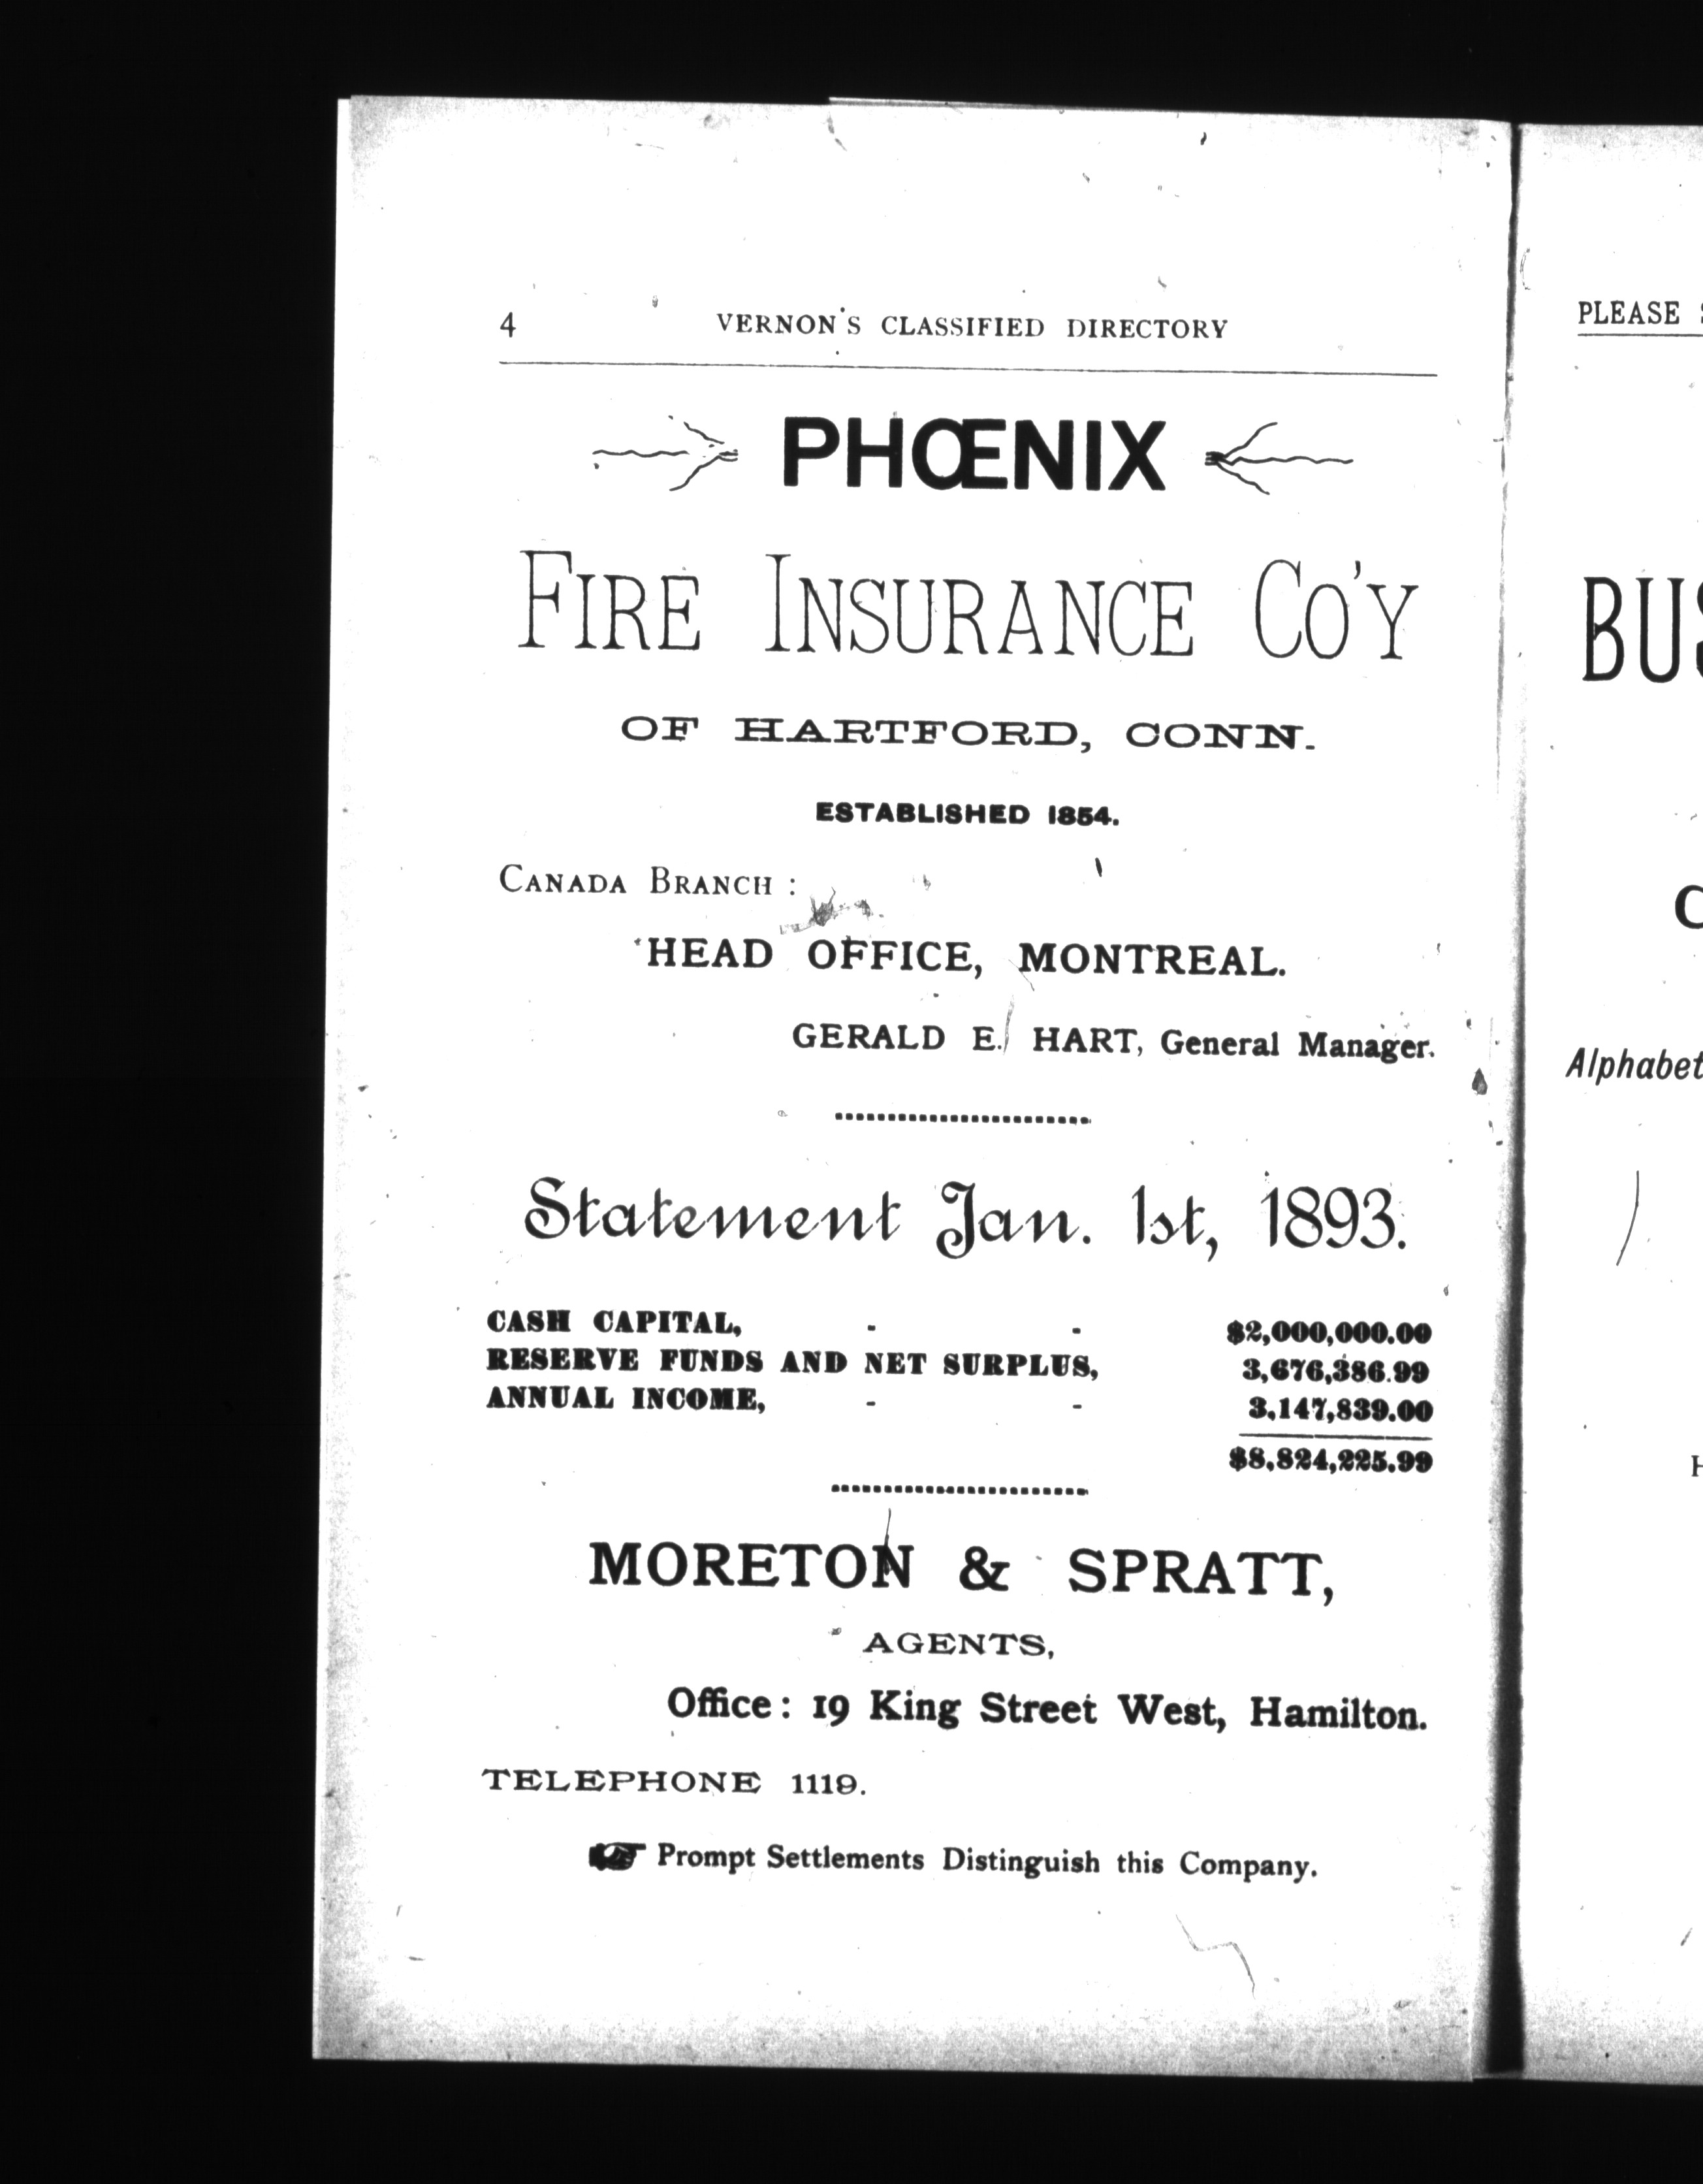 4 VERNON'S CLASSIFIED DIRECTORY
PHŒNIX
FIRE INSURANCE CO'Y
OF HARTFORD, CONN.
ESTABLISHED 1854.
CANADA BRANCH :
HEAD OFFICE, MONTREAL.
GERALD E. HART, General Manager.
Statement Jan. 1st, 1893.
CASH CAPITAL, - - $2,000,000.00
RESERVE FUNDS AND NET SURPLUS, 3,676,386.99
ANNUAL INCOME, - - 3,147,839.00
$8,824,225.99
MORETON & SPRATT,
AGENTS,
Office: 19 King Street West, Hamilton.
TELEPHONE 1119.
☞ Prompt Settlements Distinguish this Company.
PLEASE